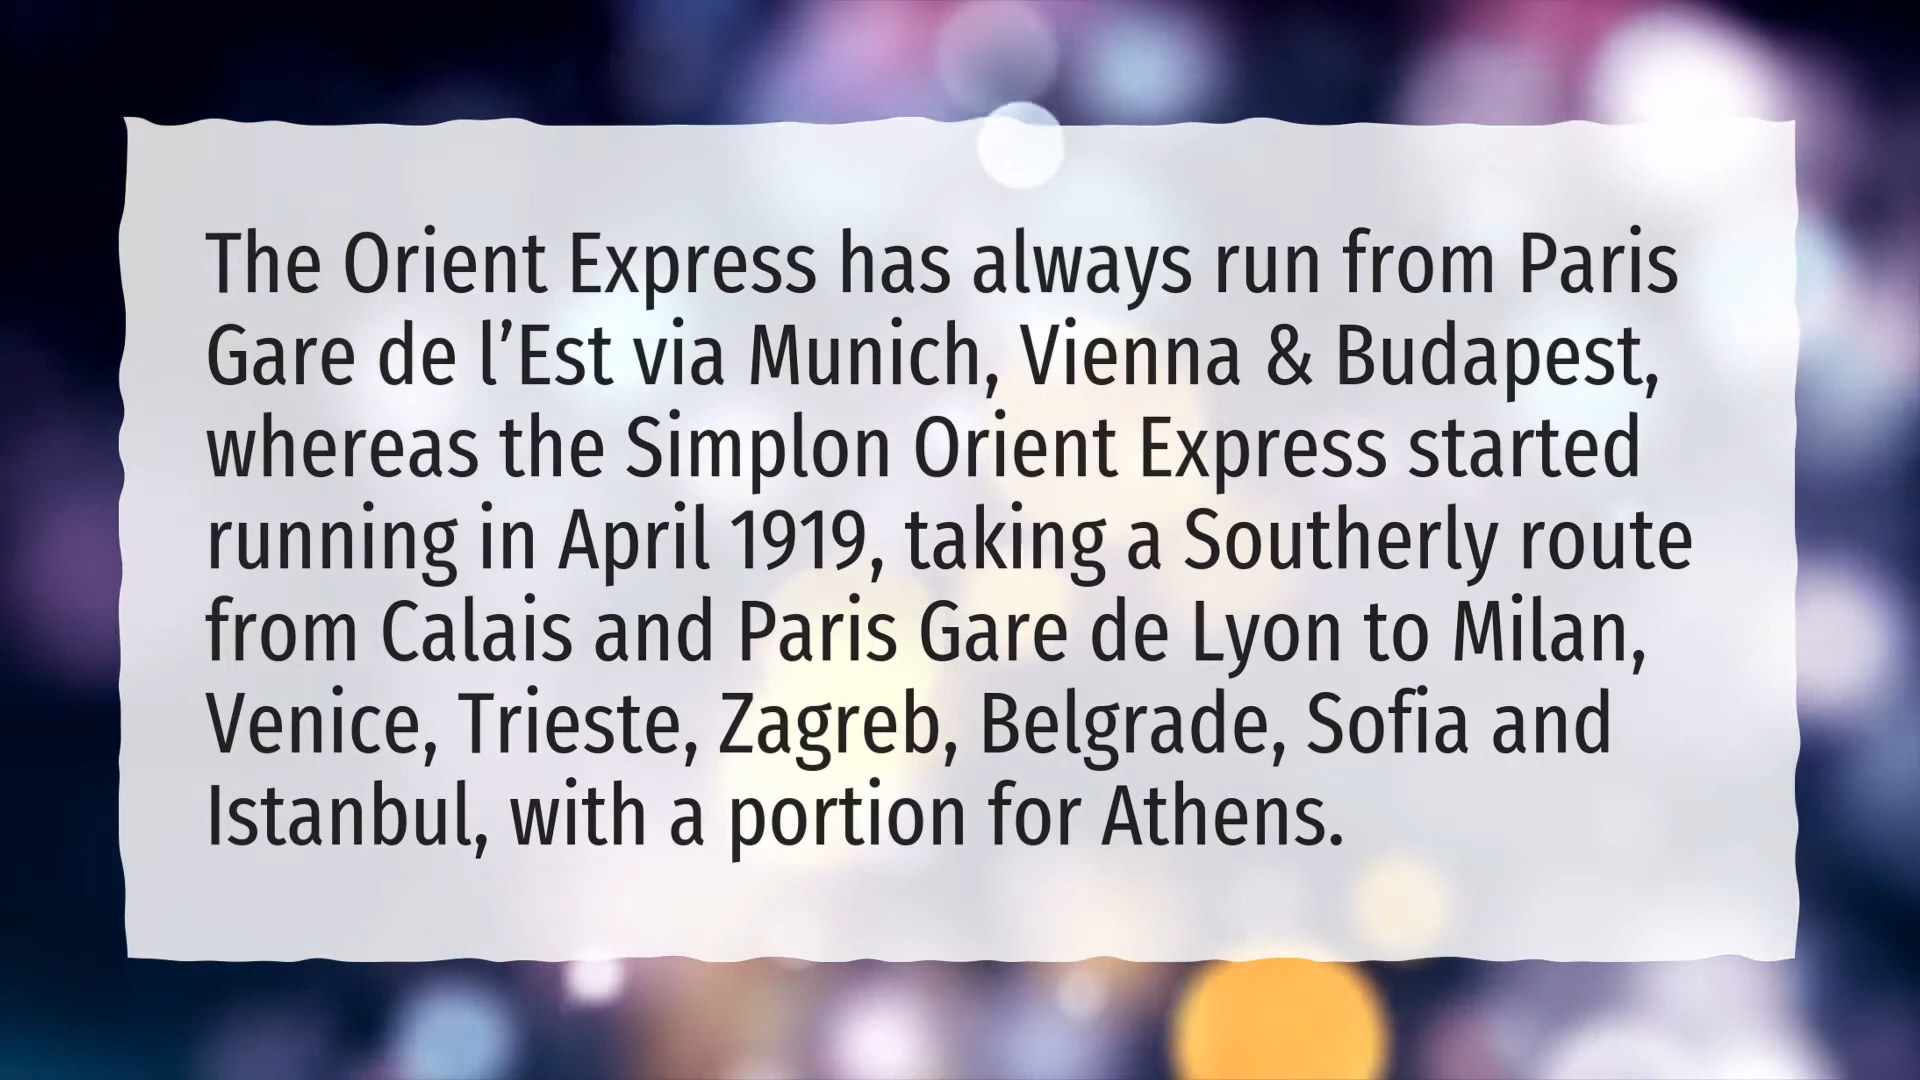 The Orient Express has always run from Paris
Gare de l’Est via Munich, Vienna & Budapest,
whereas the Simplon Orient Express started
running in April 1919, taking a Southerly route
from Calais and Paris Gare de Lyon to Milan,
Venice, Trieste, Zagreb, Belgrade, Sofia and
Istanbul, with a portion for Athens.